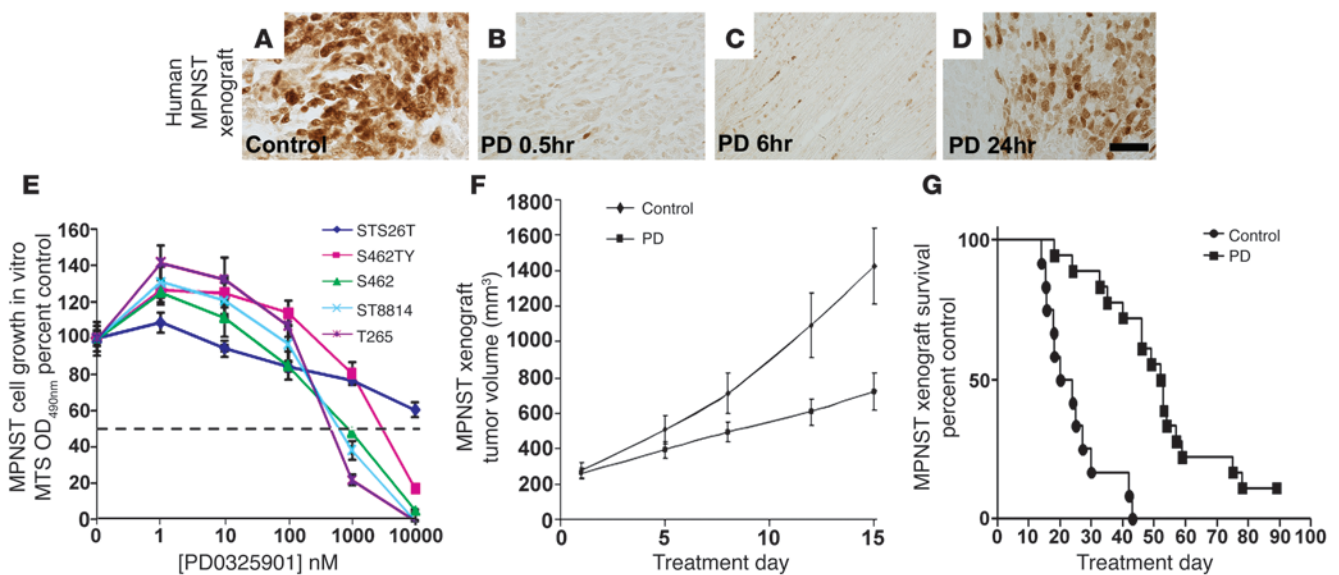 A
B
C
D
Human
MPNST
xenograft
Control
PD 0.5hr
PD 6hr
PD 24hr
E
MPNST cell growth in vitro
MTS OD490nm percent control
160
140
120
100
80
60
40
20
0
0 1 10 100 1000 10000
[PD0325901] nM
STS26T
S462TY
S462
ST8814
T265
F
MPNST xenograft
tumor volume (mm³)
1800
1600
1400
1200
1000
800
600
400
200
0
0 5 10 15
Treatment day
Control
PD
G
MPNST xenograft survival
percent control
100
50
0
0 10 20 30 40 50 60 70 80 90 100
Treatment day
Control
PD